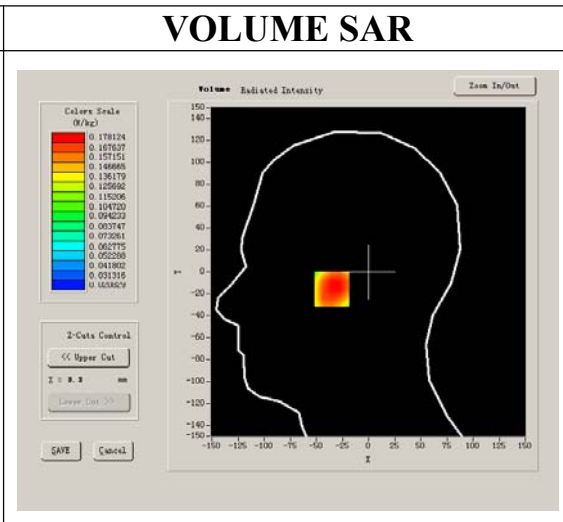 VOLUME SAR
Volume Radiated Intensity
Zoom In/Out
Colors Scale
(W/kg)
0.178124
0.167637
0.157151
0.146665
0.136179
0.125692
0.115206
0.104720
0.094233
0.083747
0.073261
0.062775
0.052288
0.041802
0.031316
150
140
120
100
80
60
40
20
0
-20
-40
-60
-80
-100
-120
-140
-150
Y
-150 -125 -100 -75 -50 -25 0 25 50 75 100 125 150
X
Z-Cuts Control
<< Upper Cut
mm
Lower Cut >>
SAVE
Cancel